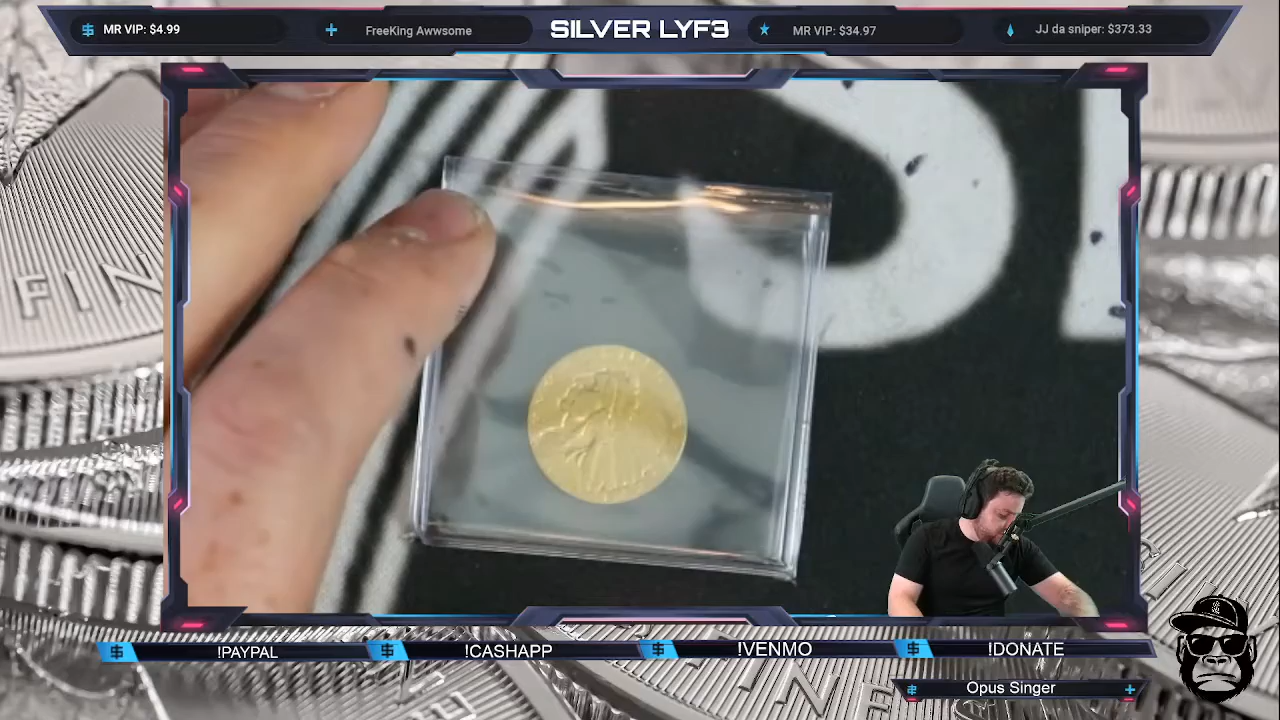 MR VIP: $4.99
FreeKing Awwsome
SILVER LYF3
MR VIP: $34.97
JJ da sniper: $373.33
FIN
!PAYPAL
!CASHAPP
!VENMO
!DONATE
Opus Singer